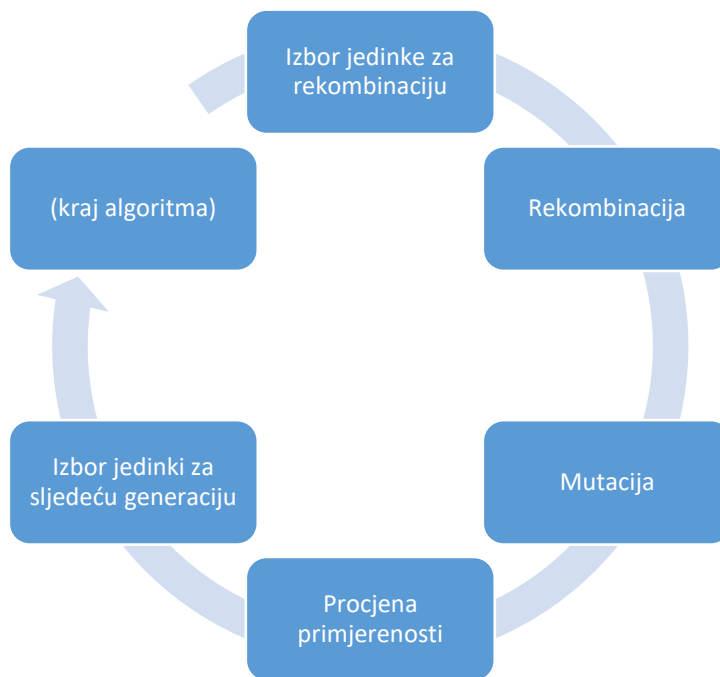 Izbor jedinke za
rekombinaciju
Rekombinacija
Mutacija
Procjena
primjerenosti
Izbor jedinki za
sljedeću generaciju
(kraj algoritma)